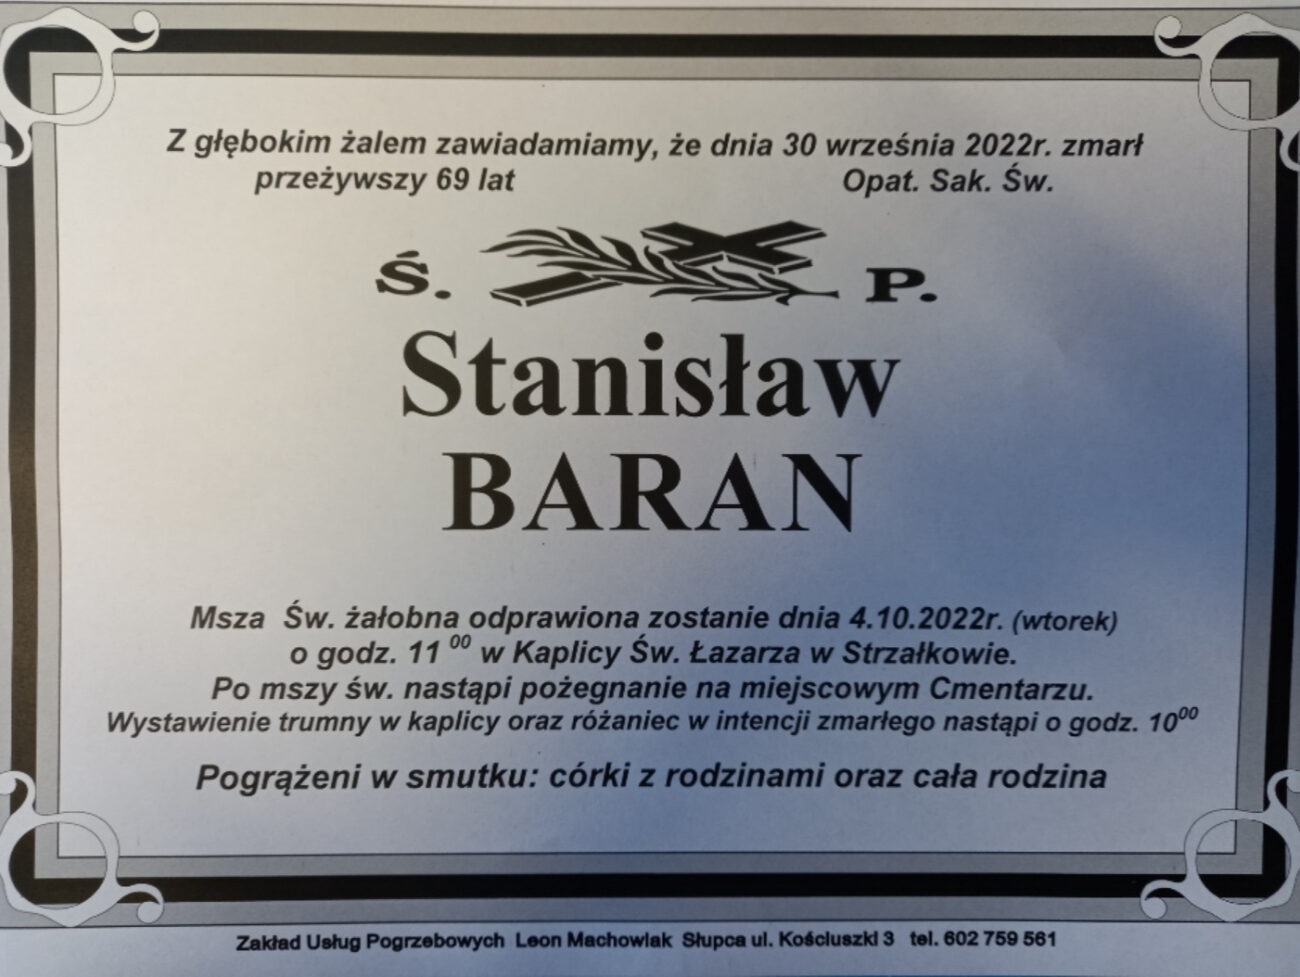 Z głębokim żalem zawiadamiamy, że dnia 30 września 2022r. zmarł
przeżywszy 69 lat Opat. Sak. Św.
Ś. P.
Stanisław
BARAN
Msza Św. żałobna odprawiona zostanie dnia 4.10.2022r. (wtorek)
o godz. 11 00 w Kaplicy Św. Łazarza w Strzałkowie.
Po mszy św. nastąpi pożegnanie na miejscowym Cmentarzu.
Wystawienie trumny w kaplicy oraz różaniec w intencji zmarłego nastąpi o godz. 10 00
Pogrążeni w smutku: córki z rodzinami oraz cała rodzina
Zakład Usług Pogrzebowych Leon Machowiak Słupca ul. Kościuszki 3 tel. 602 759 561